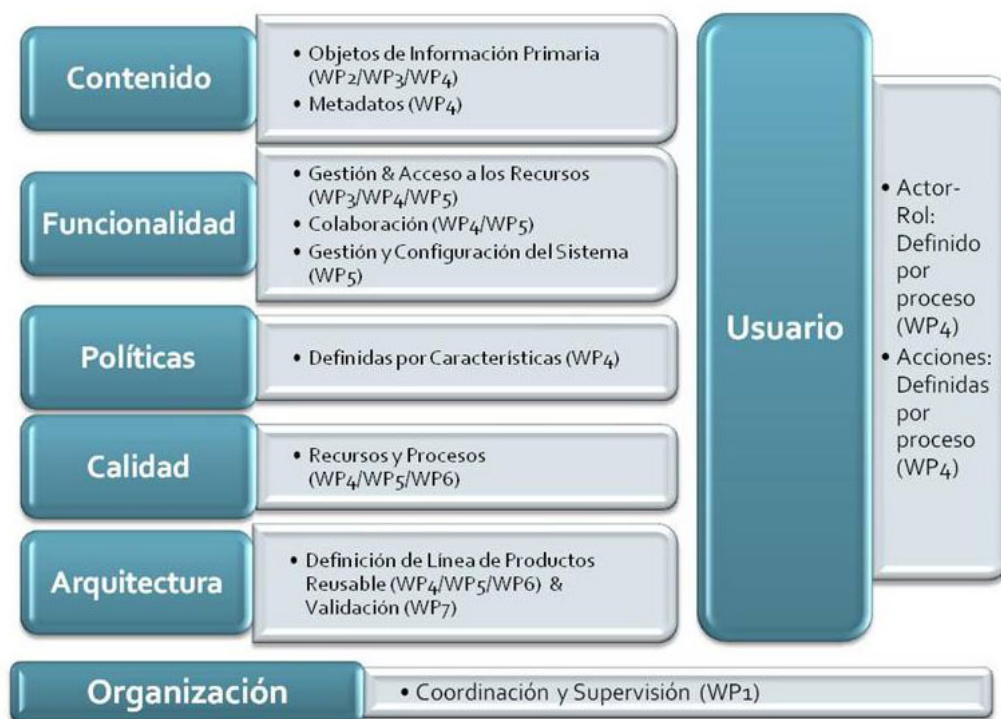 Contenido
• Objetos de Información Primaria
(WP2/WP3/WP4)
• Metadatos (WP4)
Funcionalidad
• Gestión & Acceso a los Recursos
(WP3/WP4/WP5)
• Colaboración (WP4/WP5)
• Gestión y Configuración del Sistema
(WP5)
Políticas
• Definidas por Características (WP4)
Calidad
• Recursos y Procesos
(WP4/WP5/WP6)
Arquitectura
• Definición de Línea de Productos
Reusable (WP4/WP5/WP6) &
Validación (WP7)
Usuario
• Actor-
Rol:
Definido
por
proceso
(WP4)
• Acciones:
Definidas
por
proceso
(WP4)
Organización
• Coordinación y Supervisión (WP1)